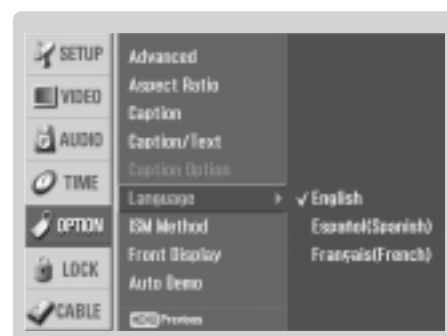 SETUP
VIDEO
AUDIO
TIME
OPTION
LOCK
CABLE
Advanced
Aspect Ratio
Caption
Caption/Text
Caption Option
Language
ISM Method
Front Display
Auto Demo
Previous
✓ English
Español(Spanish)
Français(French)